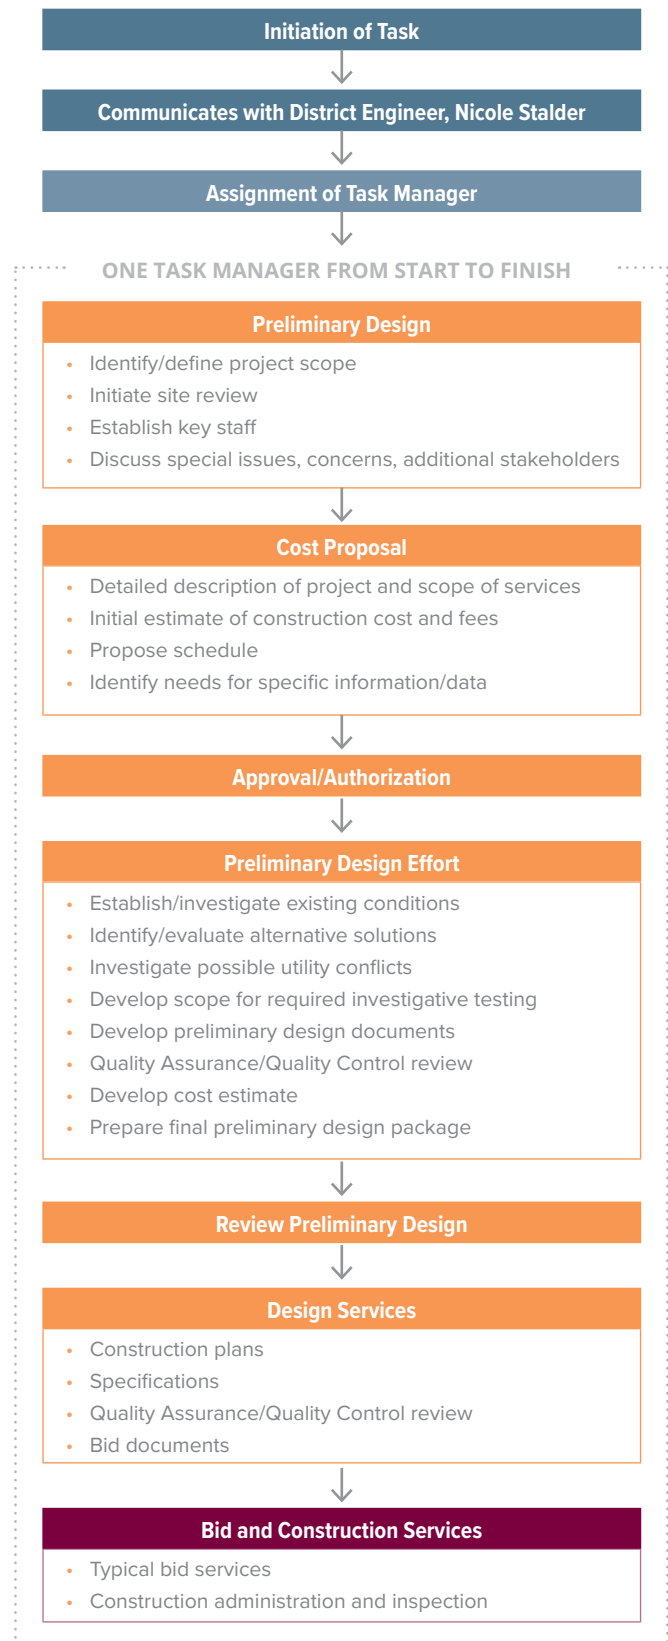 Initiation of Task
Communicates with District Engineer, Nicole Stalder
Assignment of Task Manager
ONE TASK MANAGER FROM START TO FINISH
Preliminary Design
• Identify/define project scope
• Initiate site review
• Establish key staff
• Discuss special issues, concerns, additional stakeholders
Cost Proposal
• Detailed description of project and scope of services
• Initial estimate of construction cost and fees
• Propose schedule
• Identify needs for specific information/data
Approval/Authorization
Preliminary Design Effort
• Establish/investigate existing conditions
• Identify/evaluate alternative solutions
• Investigate possible utility conflicts
• Develop scope for required investigative testing
• Develop preliminary design documents
• Quality Assurance/Quality Control review
• Develop cost estimate
• Prepare final preliminary design package
Review Preliminary Design
Design Services
• Construction plans
• Specifications
• Quality Assurance/Quality Control review
• Bid documents
Bid and Construction Services
• Typical bid services
• Construction administration and inspection